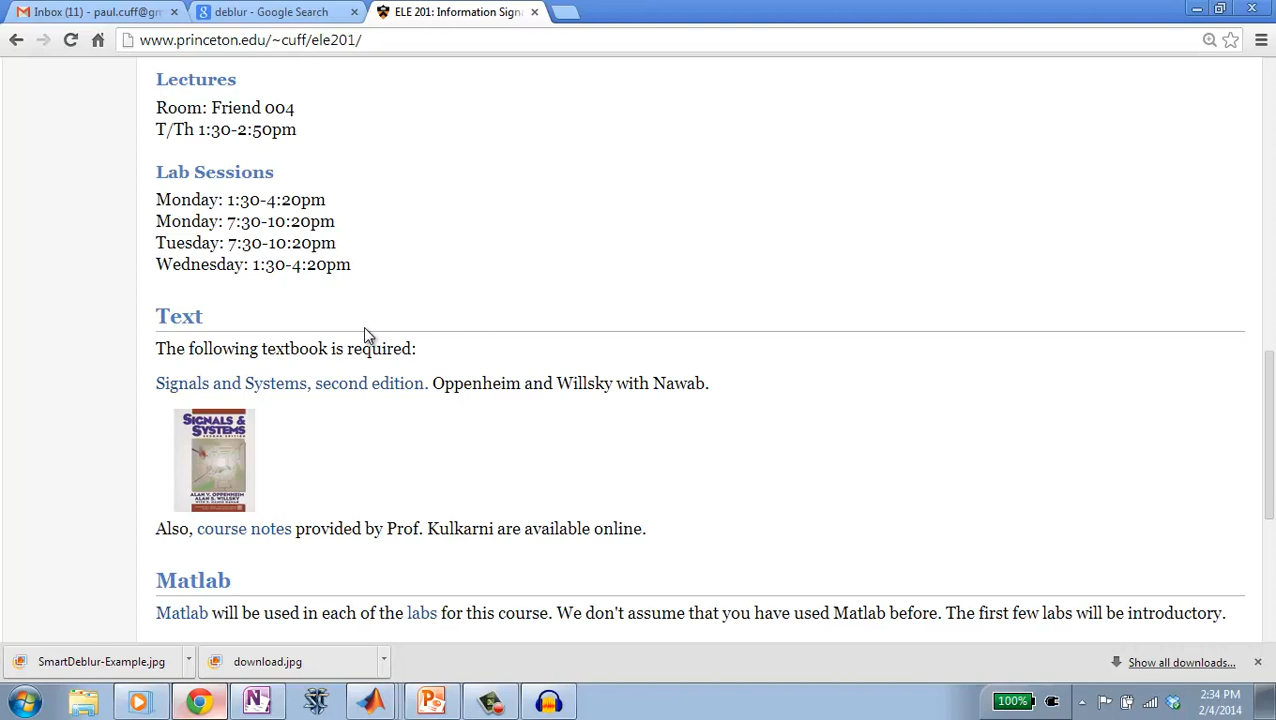 Inbox (11) - paul.cuff@gm
deblur - Google Search
ELE 201: Information Sign
www.princeton.edu/~cuff/ele201/
Lectures
Room: Friend 004
T/Th 1:30-2:50pm
Lab Sessions
Monday: 1:30-4:20pm
Monday: 7:30-10:20pm
Tuesday: 7:30-10:20pm
Wednesday: 1:30-4:20pm
Text
The following textbook is required:
Signals and Systems, second edition. Oppenheim and Willsky with Nawab.
SIGNALS &
SYSTEMS
SECOND EDITION
ALAN V. OPPENHEIM
ALAN S. WILLSKY
Also, course notes provided by Prof. Kulkarni are available online.
Matlab
Matlab will be used in each of the labs for this course. We don't assume that you have used Matlab before. The first few labs will be introductory.
SmartDeblur-Example.jpg
download.jpg
Show all downloads...
100%
2:34 PM
2/4/2014